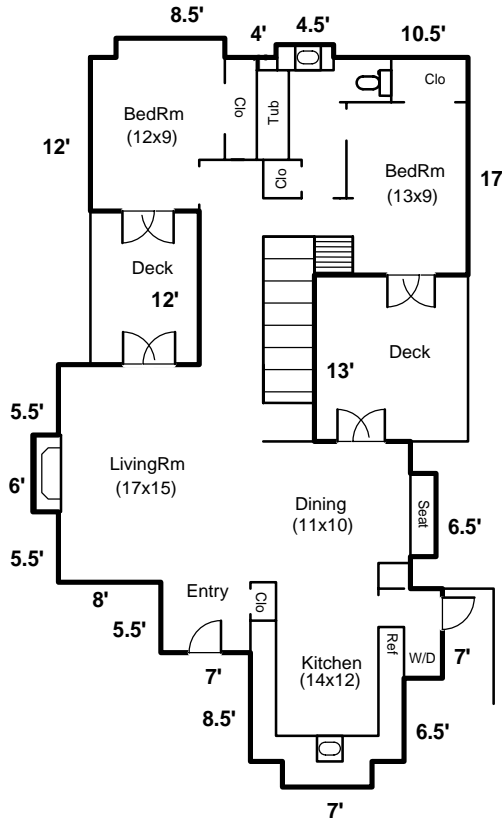 8.5'
4'
4.5'
10.5'
Clo
BedRm
(12x9)
Clo
Tub
12'
Clo
BedRm
(13x9)
17
Deck
12'
Deck
13'
5.5'
LivingRm
(17x15)
6'
Dining
(11x10)
Seat
6.5'
5.5'
8'
Entry
Clo
5.5'
Ref
W/D
7'
7'
Kitchen
(14x12)
8.5'
6.5'
7'